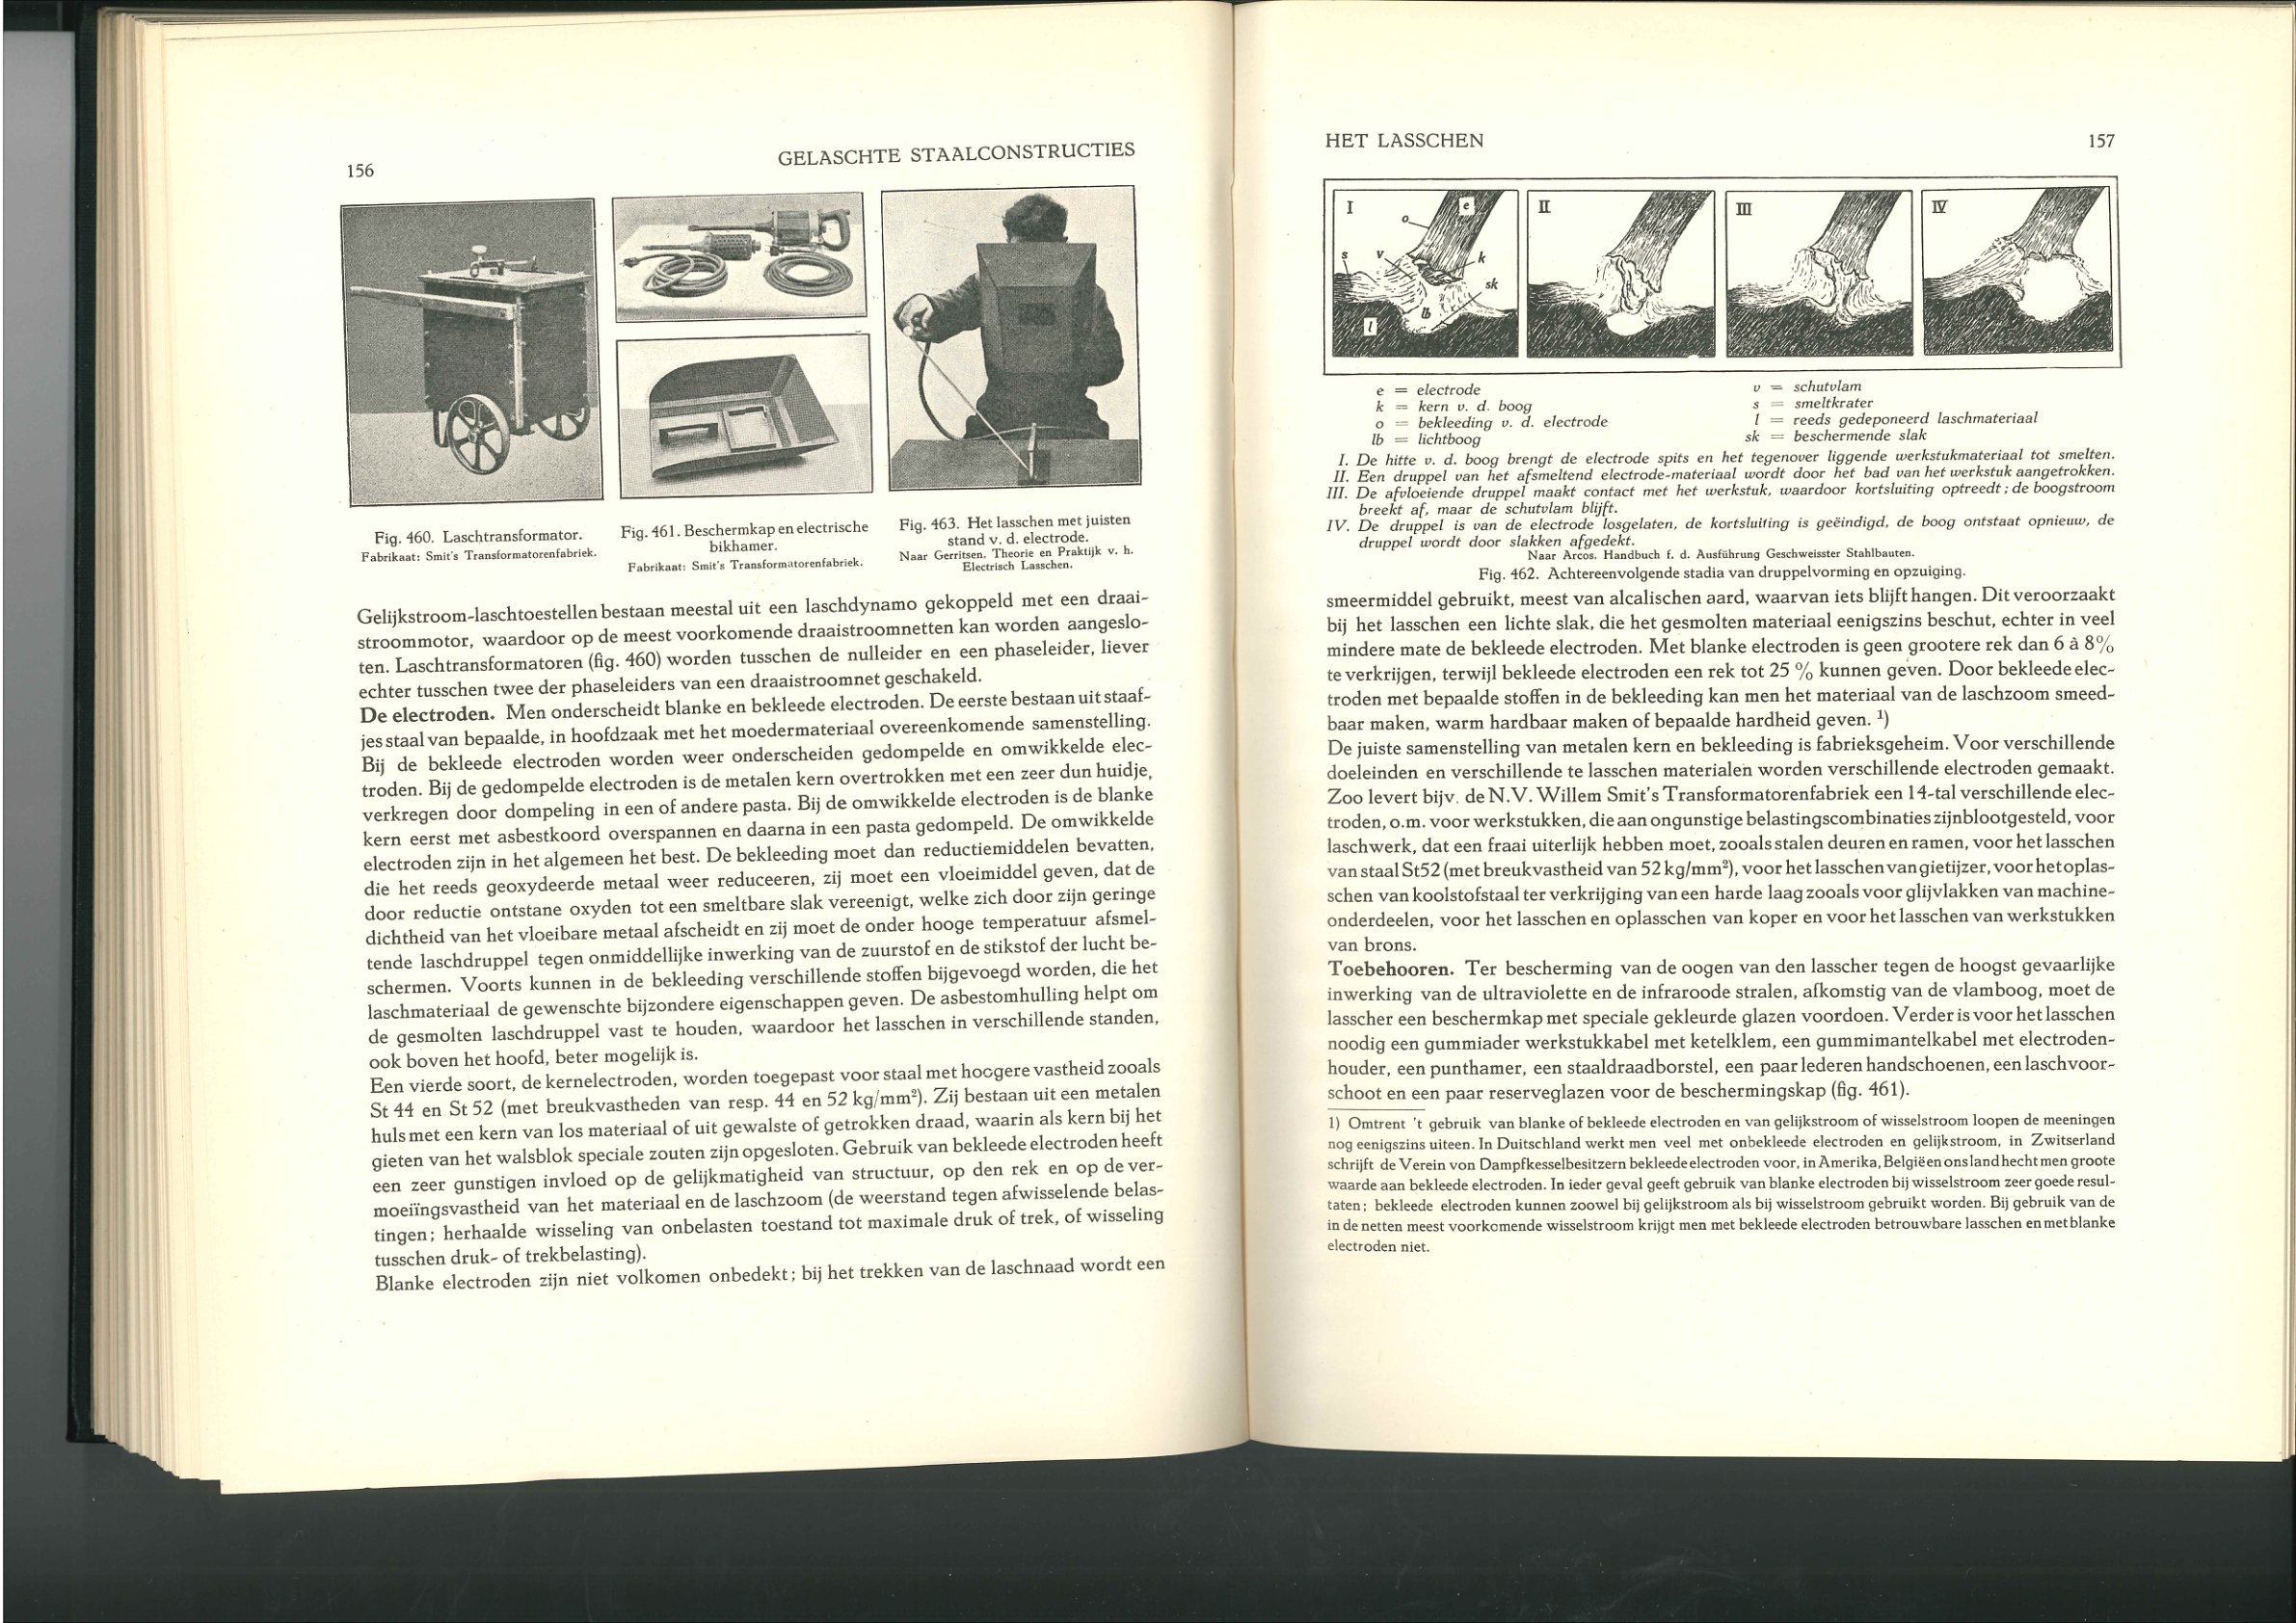 156
GELASCHTE STAALCONSTRUCTIES
Fig. 460. Laschtransformator.
Fabrikaat: Smit's Transformatorenfabriek.
Fig. 461. Beschermkap en electrische
bikhamer.
Fabrikaat: Smit's Transformatorenfabriek.
Fig. 463. Het lasschen met juisten
stand v. d. electrode.
Naar Gerritsen. Theorie en Praktijk v. h.
Electrisch Lasschen.
Gelijkstroom-laschtoestellen bestaan meestal uit een laschdynamo gekoppeld met een draai-
stroommotor, waardoor op de meest voorkomende draaistroomnetten kan worden aangeslo-
ten. Laschtransformatoren (fig. 460) worden tusschen de nulleider en een phaseleider, liever
echter tusschen twee der phaseleiders van een draaistroomnet geschakeld.
De electroden. Men onderscheidt blanke en bekleede electroden. De eerste bestaan uit staaf-
jes staal van bepaalde, in hoofdzaak met het moedermateriaal overeenkomende samenstelling.
Bij de bekleede electroden worden weer onderscheiden gedompelde en omwikkelde elec-
troden. Bij de gedompelde electroden is de metalen kern overtrokken met een zeer dun huidje,
verkregen door dompeling in een of andere pasta. Bij de omwikkelde electroden is de blanke
kern eerst met asbestkoord overspannen en daarna in een pasta gedompeld. De omwikkelde
electroden zijn in het algemeen het best. De bekleeding moet dan reductiemiddelen bevatten,
die het reeds geoxydeerde metaal weer reduceeren, zij moet een vloeimiddel geven, dat de
door reductie ontstane oxyden tot een smeltbare slak vereenigt, welke zich door zijn geringe
dichtheid van het vloeibare metaal afscheidt en zij moet de onder hooge temperatuur afsmel-
tende laschdruppel tegen onmiddellijke inwerking van de zuurstof en de stikstof der lucht be-
schermen. Voorts kunnen in de bekleeding verschillende stoffen bijgevoegd worden, die het
laschmateriaal de gewenschte bijzondere eigenschappen geven. De asbestomhulling helpt om
de gesmolten laschdruppel vast te houden, waardoor het lasschen in verschillende standen,
ook boven het hoofd, beter mogelijk is.
Een vierde soort, de kernelectroden, worden toegepast voor staal met hoogere vastheid zooals
St 44 en St 52 (met breukvastheden van resp. 44 en 52 kg/mm²). Zij bestaan uit een metalen
huls met een kern van los materiaal of uit gewalste of getrokken draad, waarin als kern bij het
gieten van het walsblok speciale zouten zijn opgesloten. Gebruik van bekleede electroden heeft
een zeer gunstigen invloed op de gelijkmatigheid van structuur, op den rek en op de ver-
moeiïngsvastheid van het materiaal en de laschzoom (de weerstand tegen afwisselende belas-
tingen; herhaalde wisseling van onbelasten toestand tot maximale druk of trek, of wisseling
tusschen druk- of trekbelasting).
Blanke electroden zijn niet volkomen onbedekt; bij het trekken van de laschnaad wordt een
HET LASSCHEN
157
I
II
III
IV
e
o
s
v
k
sk
lb
l
e = electrode
k = kern v. d. boog
o = bekleeding v. d. electrode
lb = lichtboog
v = schutvlam
s = smeltkrater
l = reeds gedeponeerd laschmateriaal
sk = beschermende slak
I. De hitte v. d. boog brengt de electrode spits en het tegenover liggende werkstukmateriaal tot smelten.
II. Een druppel van het afsmeltend electrode-materiaal wordt door het bad van het werkstuk aangetrokken.
III. De afvloeiende druppel maakt contact met het werkstuk, waardoor kortsluiting optreedt; de boogstroom
breekt af, maar de schutvlam blijft.
IV. De druppel is van de electrode losgelaten, de kortsluiting is geëindigd, de boog ontstaat opnieuw, de
druppel wordt door slakken afgedekt.
Naar Arcos. Handbuch f. d. Ausführung Geschweisster Stahlbauten.
Fig. 462. Achtereenvolgende stadia van druppelvorming en opzuiging.
smeermiddel gebruikt, meest van alcalischen aard, waarvan iets blijft hangen. Dit veroorzaakt
bij het lasschen een lichte slak, die het gesmolten materiaal eenigszins beschut, echter in veel
mindere mate de bekleede electroden. Met blanke electroden is geen grootere rek dan 6 à 8%
te verkrijgen, terwijl bekleede electroden een rek tot 25 % kunnen geven. Door bekleede elec-
troden met bepaalde stoffen in de bekleeding kan men het materiaal van de laschzoom smeed-
baar maken, warm hardbaar maken of bepaalde hardheid geven. ¹)
De juiste samenstelling van metalen kern en bekleeding is fabrieksgeheim. Voor verschillende
doeleinden en verschillende te lasschen materialen worden verschillende electroden gemaakt.
Zoo levert bijv. de N.V. Willem Smit's Transformatorenfabriek een 14-tal verschillende elec-
troden, o.m. voor werkstukken, die aan ongunstige belastingscombinaties zijn blootgesteld, voor
laschwerk, dat een fraai uiterlijk hebben moet, zooals stalen deuren en ramen, voor het lasschen
van staal St52 (met breukvastheid van 52 kg/mm²), voor het lasschen van gietijzer, voor het oplas-
schen van koolstofstaal ter verkrijging van een harde laag zooals voor glijvlakken van machine-
onderdeelen, voor het lasschen en oplasschen van koper en voor het lasschen van werkstukken
van brons.
Toebehooren. Ter bescherming van de oogen van den lasscher tegen de hoogst gevaarlijke
inwerking van de ultraviolette en de infraroode stralen, afkomstig van de vlamboog, moet de
lasscher een beschermkap met speciale gekleurde glazen voordoen. Verder is voor het lasschen
noodig een gummiader werkstukkabel met ketelklem, een gummimantelkabel met electroden-
houder, een punthamer, een staaldraadborstel, een paar lederen handschoenen, een laschvoor-
schoot en een paar reserveglazen voor de beschermingskap (fig. 461).
1) Omtrent 't gebruik van blanke of bekleede electroden en van gelijkstroom of wisselstroom loopen de meeningen
nog eenigszins uiteen. In Duitschland werkt men veel met onbekleede electroden en gelijkstroom, in Zwitserland
schrijft de Verein von Dampfkesselbesitzern bekleede electroden voor, in Amerika, België en ons land hecht men groote
waarde aan bekleede electroden. In ieder geval geeft gebruik van blanke electroden bij wisselstroom zeer goede resul-
taten; bekleede electroden kunnen zoowel bij gelijkstroom als bij wisselstroom gebruikt worden. Bij gebruik van de
in de netten meest voorkomende wisselstroom krijgt men met bekleede electroden betrouwbare lasschen en met blanke
electroden niet.